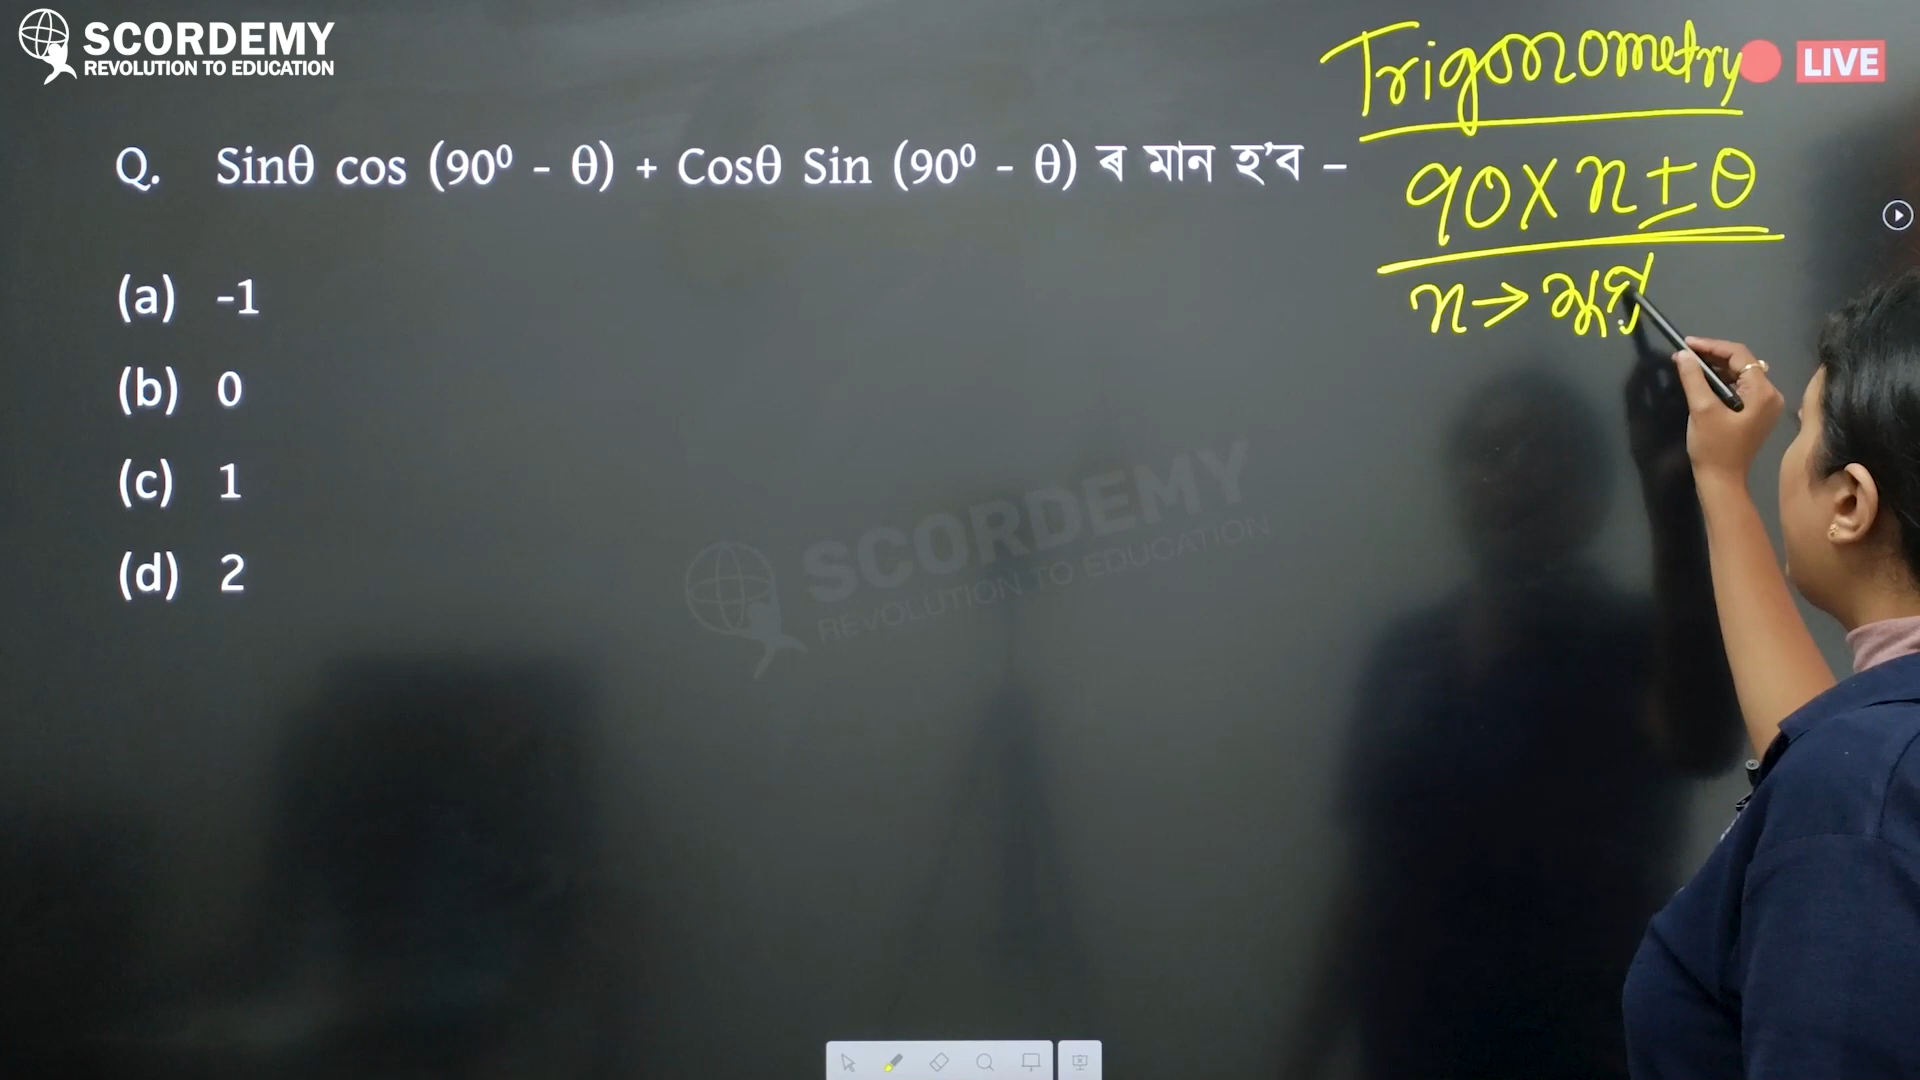 SCORDEMY
REVOLUTION TO EDUCATION
Trigonometry
LIVE
Q. Sinθ cos (90⁰ - θ) + Cosθ Sin (90⁰ - θ) ৰ মান হ'ব –
90 × n ± θ
n →
(a) -1
(b) 0
(c) 1
(d) 2
SCORDEMY
REVOLUTION TO EDUCATION